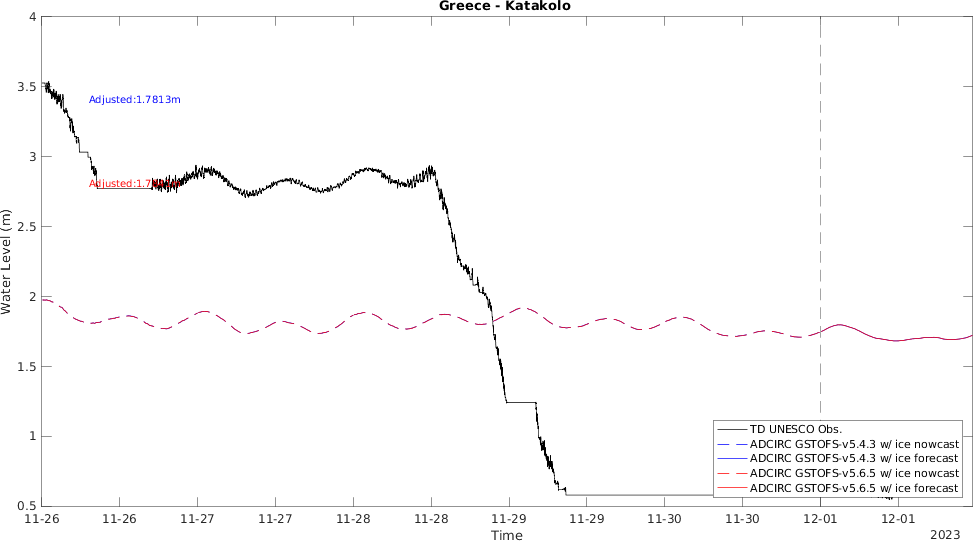 Greece - Katakolo
4
3.5
3
2.5
2
1.5
1
0.5
Water Level (m)
Adjusted:1.7813m
TD UNESCO Obs.
ADCIRC GSTOFS-v5.4.3 w/ ice nowcast
ADCIRC GSTOFS-v5.4.3 w/ ice forecast
ADCIRC GSTOFS-v5.6.5 w/ ice nowcast
ADCIRC GSTOFS-v5.6.5 w/ ice forecast
11-26 11-26 11-27 11-27 11-28 11-28 11-29 11-29 11-30 11-30 12-01 12-01
Time
2023